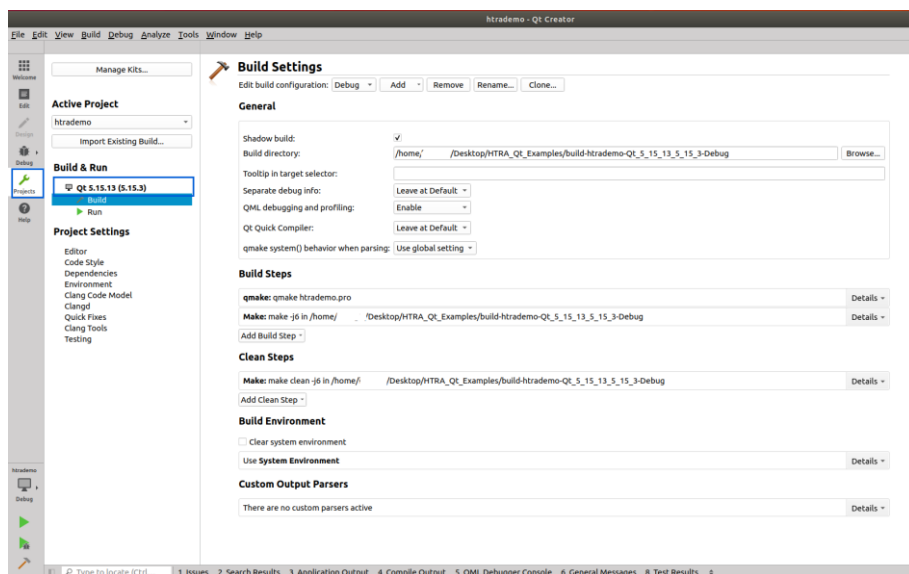 htrademo - Qt Creator
File Edit View Build Debug Analyze Tools Window Help
Welcome
Edit
Design
Debug
Projects
Help
htrademo
Debug
Manage Kits...
Active Project
htrademo
Import Existing Build...
Build & Run
Qt 5.15.13 (5.15.3)
Build
Run
Project Settings
Editor
Code Style
Dependencies
Environment
Clang Code Model
Clangd
Quick Fixes
Clang Tools
Testing
Build Settings
Edit build configuration: Debug Add Remove Rename... Clone...
General
Shadow build:
Build directory: /home/ /Desktop/HTRA_Qt_Examples/build-htrademo-Qt_5_15_13_5_15_3-Debug Browse...
Tooltip in target selector:
Separate debug info: Leave at Default
QML debugging and profiling: Enable
Qt Quick Compiler: Leave at Default
qmake system() behavior when parsing: Use global setting
Build Steps
qmake: qmake htrademo.pro Details
Make: make -j6 in /home/ /Desktop/HTRA_Qt_Examples/build-htrademo-Qt_5_15_13_5_15_3-Debug Details
Add Build Step
Clean Steps
Make: make clean -j6 in /home/ /Desktop/HTRA_Qt_Examples/build-htrademo-Qt_5_15_13_5_15_3-Debug Details
Add Clean Step
Build Environment
Clear system environment
Use System Environment Details
Custom Output Parsers
There are no custom parsers active Details
Type to locate (Ctrl... 1 Issues 2 Search Results 3 Application Output 4 Compile Output 5 QML Debugger Console 6 General Messages 8 Test Results